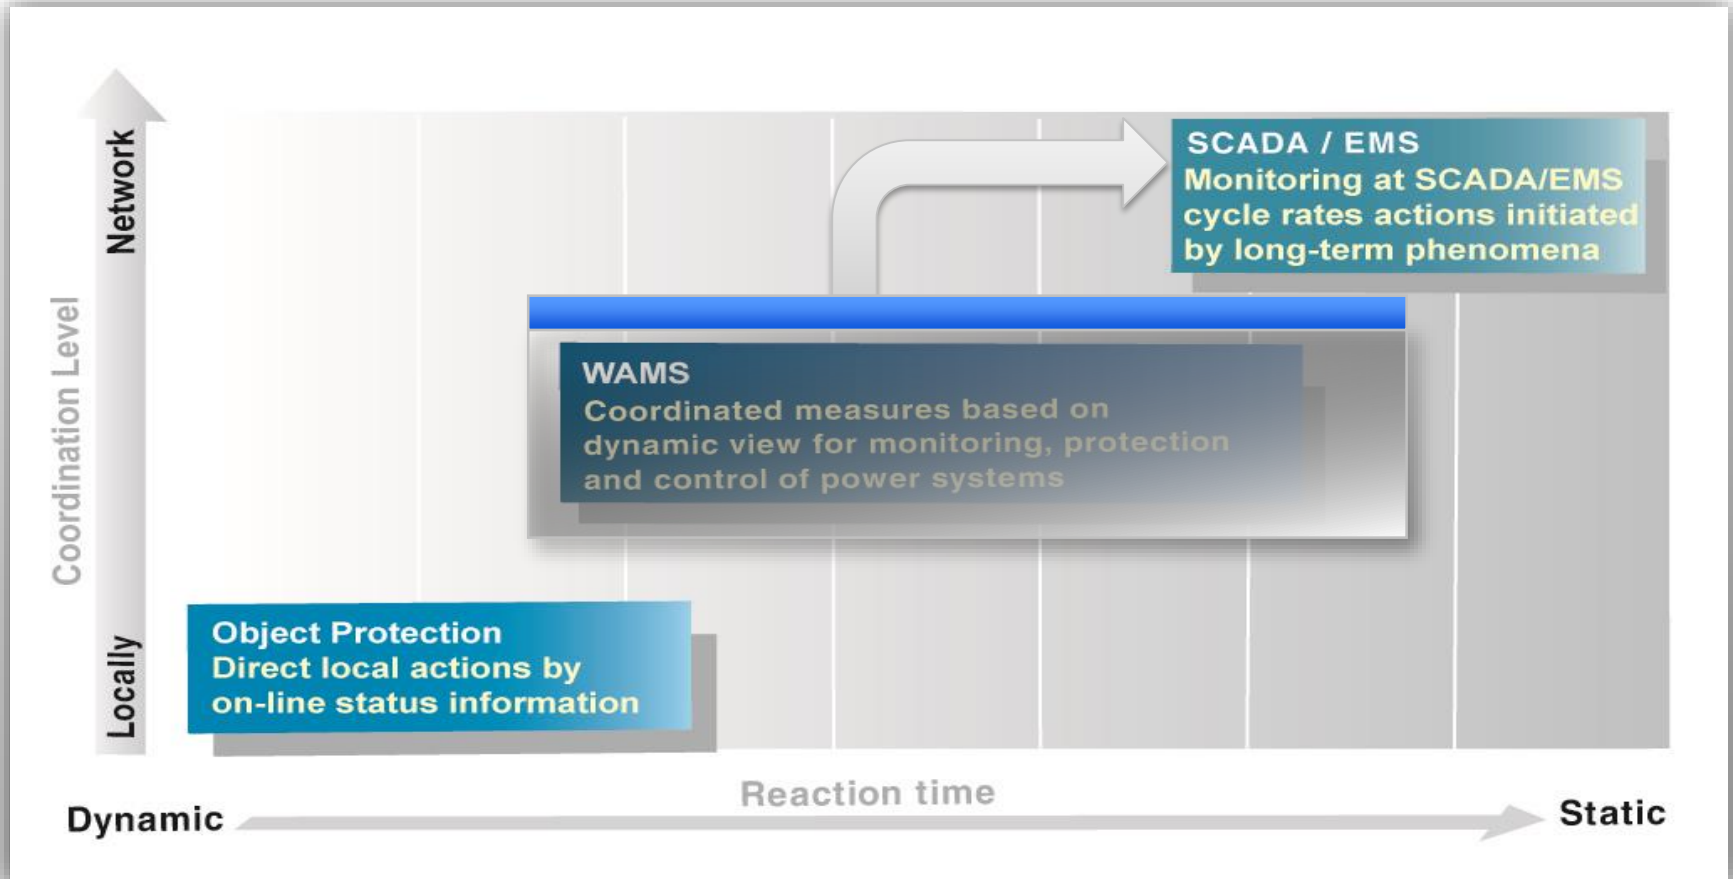 Network
Coordination Level
Locally
SCADA / EMS
Monitoring at SCADA/EMS
cycle rates actions initiated
by long-term phenomena
WAMS
Coordinated measures based on
dynamic view for monitoring, protection
and control of power systems
Object Protection
Direct local actions by
on-line status information
Reaction time
Dynamic
Static